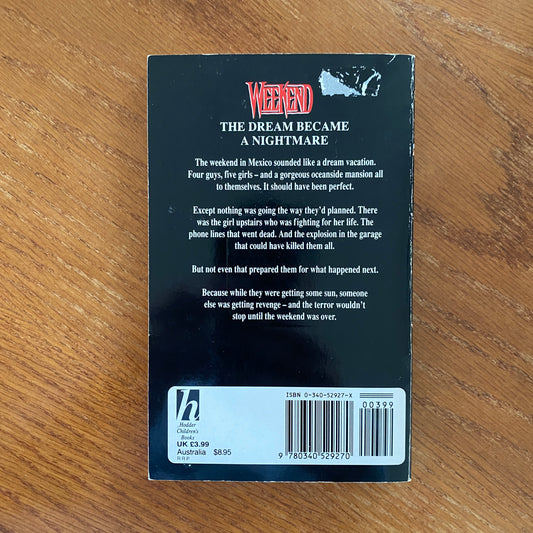 WEEKEND
THE DREAM BECAME
A NIGHTMARE
The weekend in Mexico sounded like a dream vacation.
Four guys, five girls – and a gorgeous oceanside mansion all
to themselves. It should have been perfect.
Except nothing was going the way they'd planned. There
was the girl upstairs who was fighting for her life. The
phone lines that went dead. And the explosion in the garage
that could have killed them all.
But not even that prepared them for what happened next.
Because while they were getting some sun, someone
else was getting revenge – and the terror wouldn't
stop until the weekend was over.
h
Hodder
Children's
Books
UK £3.99
Australia $8.95
R R P
ISBN 0-340-52927-X
00399
9 780340 529270